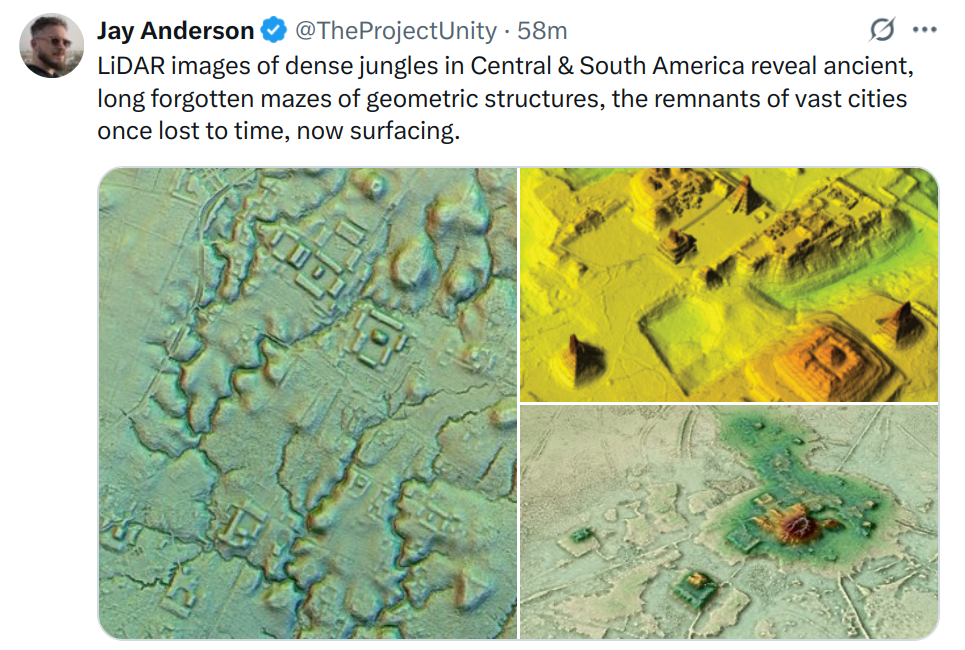 Jay Anderson @TheProjectUnity · 58m
LiDAR images of dense jungles in Central & South America reveal ancient,
long forgotten mazes of geometric structures, the remnants of vast cities
once lost to time, now surfacing.